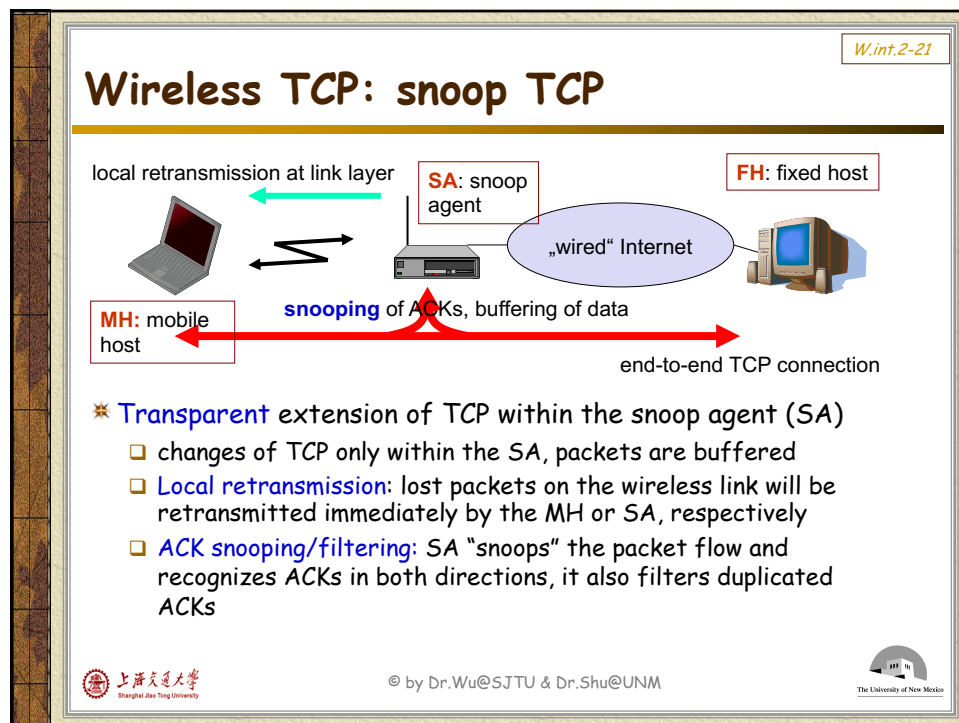 W.int.2-21
Wireless TCP: snoop TCP
local retransmission at link layer
SA: snoop
agent
FH: fixed host
„wired“ Internet
snooping of ACKs, buffering of data
MH: mobile
host
end-to-end TCP connection
Transparent extension of TCP within the snoop agent (SA)
changes of TCP only within the SA, packets are buffered
Local retransmission: lost packets on the wireless link will be
retransmitted immediately by the MH or SA, respectively
ACK snooping/filtering: SA “snoops” the packet flow and
recognizes ACKs in both directions, it also filters duplicated
ACKs
上海交通大学
Shanghai Jiao Tong University
© by Dr.Wu@SJTU & Dr.Shu@UNM
The University of New Mexico